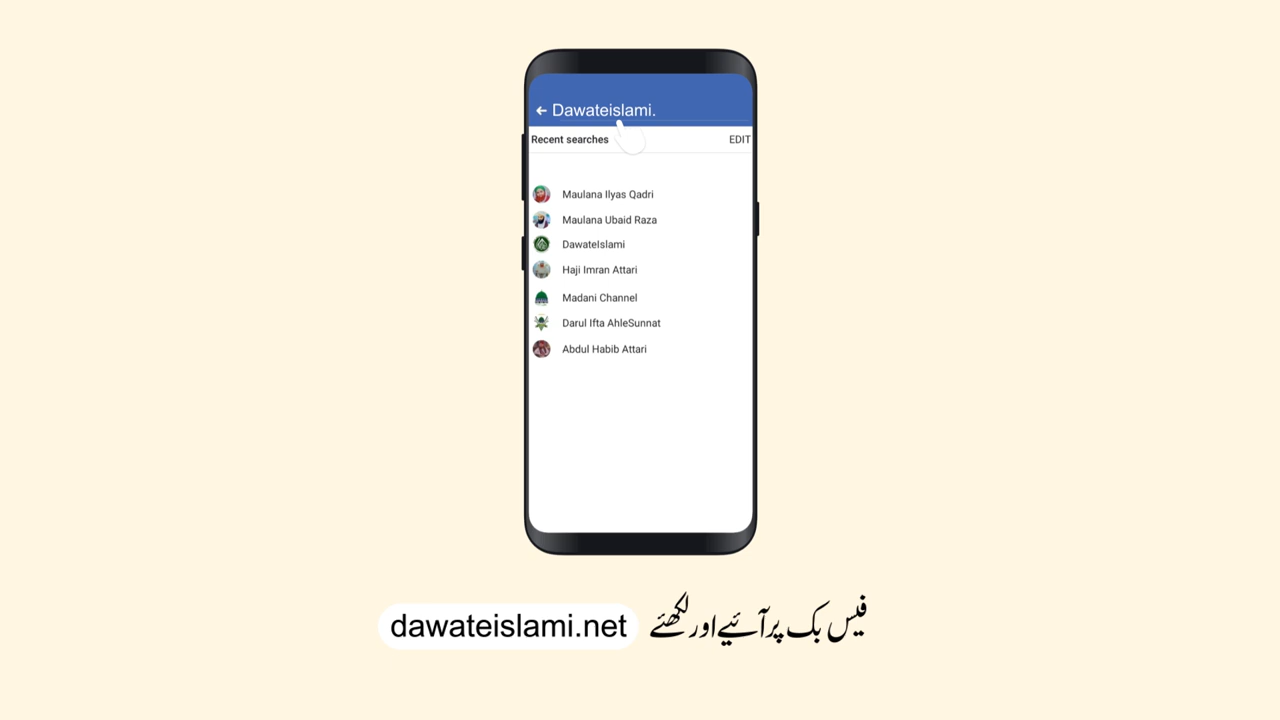 Dawateislami.
Recent searches EDIT
Maulana Ilyas Qadri
Maulana Ubaid Raza
DawateIslami
Haji Imran Attari
Madani Channel
Darul Ifta AhleSunnat
Abdul Habib Attari
فیس بک پر آئیے اور لکھئے dawateislami.net